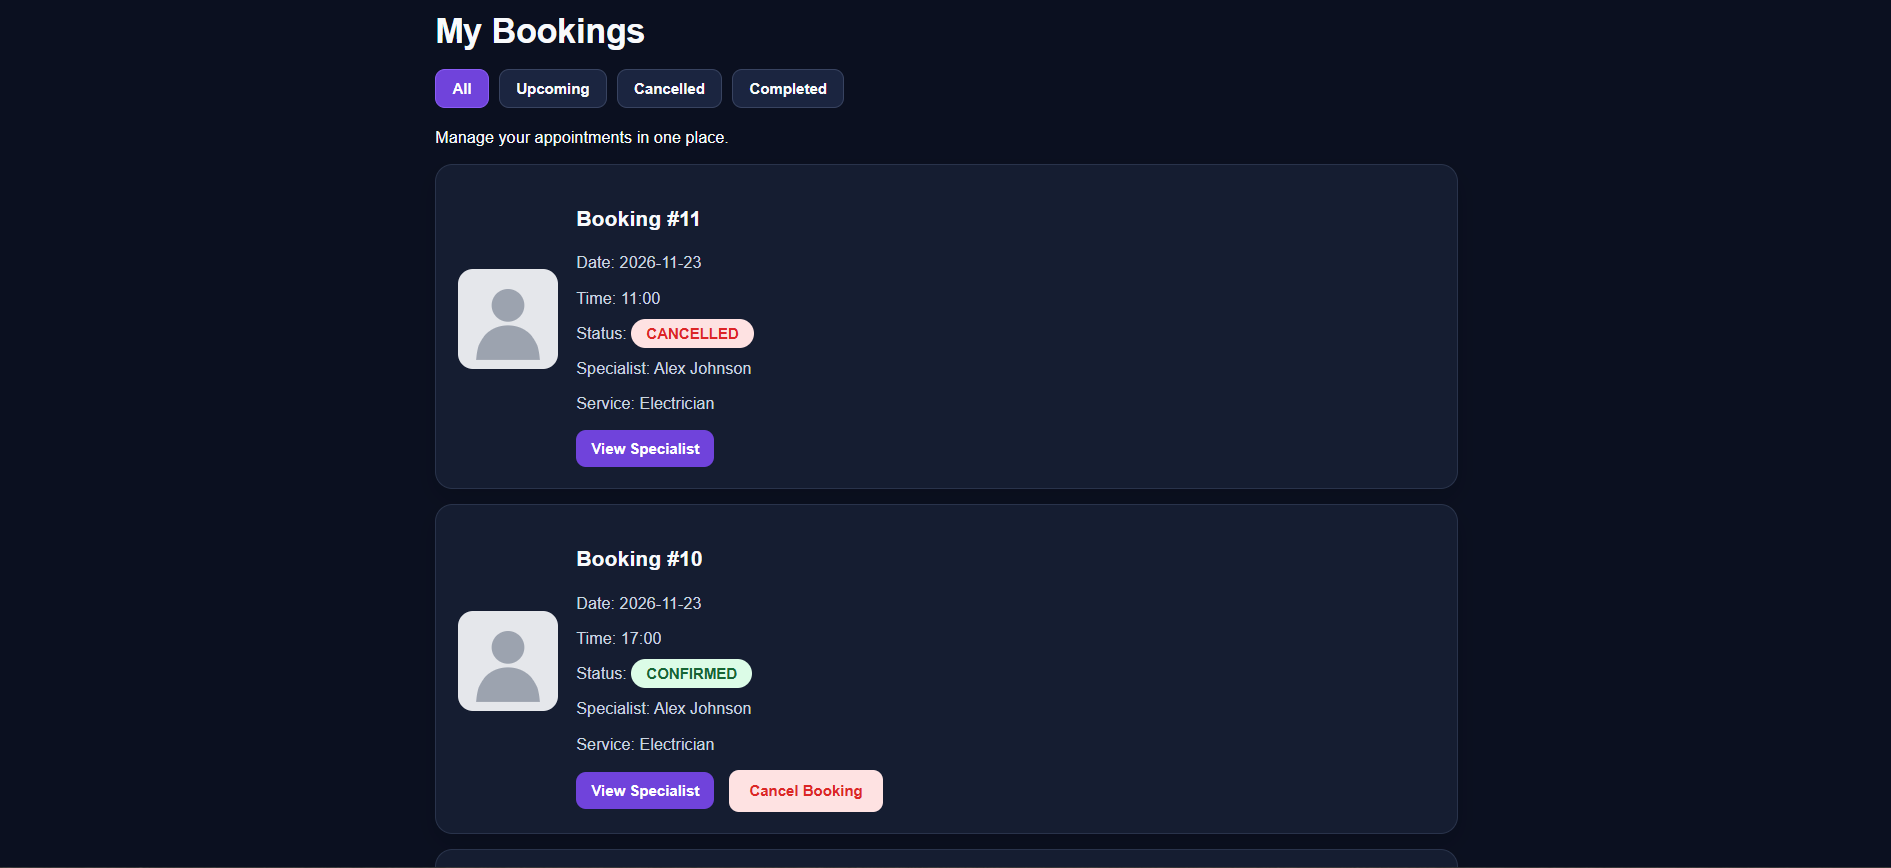 My Bookings
All Upcoming Cancelled Completed
Manage your appointments in one place.
Booking #11
Date: 2026-11-23
Time: 11:00
Status: CANCELLED
Specialist: Alex Johnson
Service: Electrician
View Specialist
Booking #10
Date: 2026-11-23
Time: 17:00
Status: CONFIRMED
Specialist: Alex Johnson
Service: Electrician
View Specialist Cancel Booking